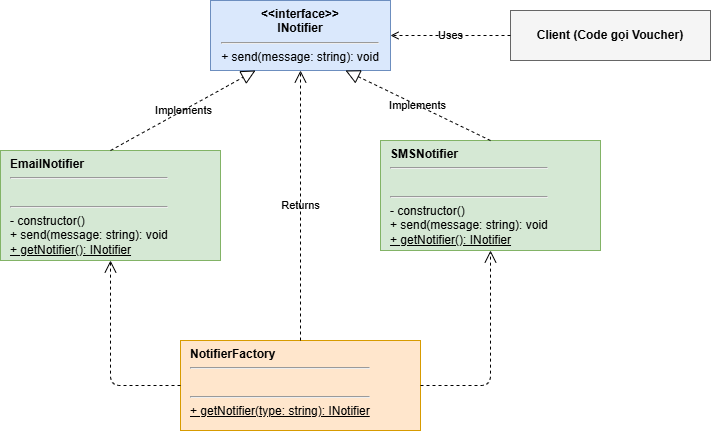 <<interface>>
INotifier
+ send(message: string): void
Uses
Client (Code gọi Voucher)
Implements
Implements
EmailNotifier
- constructor()
+ send(message: string): void
+ getNotifier(): INotifier
SMSNotifier
- constructor()
+ send(message: string): void
+ getNotifier(): INotifier
Returns
NotifierFactory
+ getNotifier(type: string): INotifier